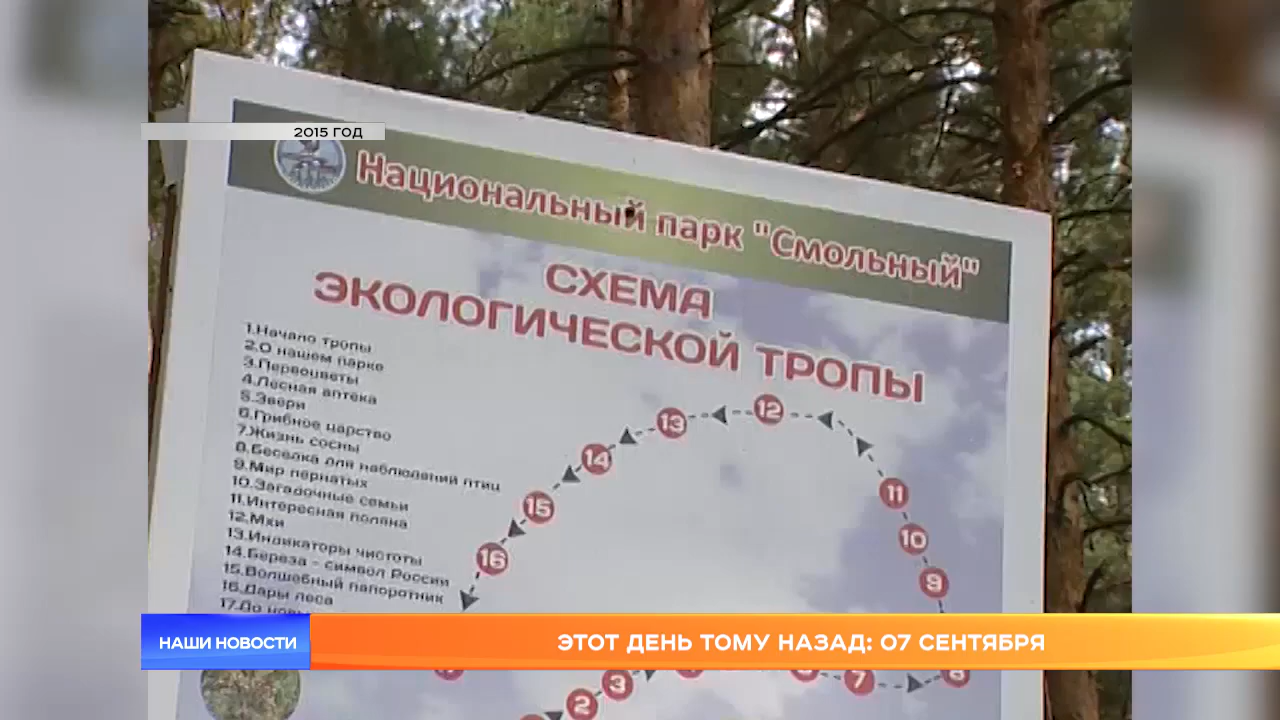 2015 ГОД
Национальный парк "Смольный"
СХЕМА
ЭКОЛОГИЧЕСКОЙ ТРОПЫ
1.Начало тропы
2.О нашем парке
3.Первоцветы
4.Лесная аптека
5.Звери
6.Грибное царство
7.Жизнь сосны
8.Беседка для наблюдений птиц
9.Мир пернатых
10.Загадочные семьи
11.Интересная поляна
12.Мхи
13.Индикаторы чистоты
14.Береза - символ России
15.Волшебный папоротник
16.Дары леса
17.До
13
12
14
11
15
10
16
9
НАШИ НОВОСТИ
ЭТОТ ДЕНЬ ТОМУ НАЗАД: 07 СЕНТЯБРЯ
7
3
2